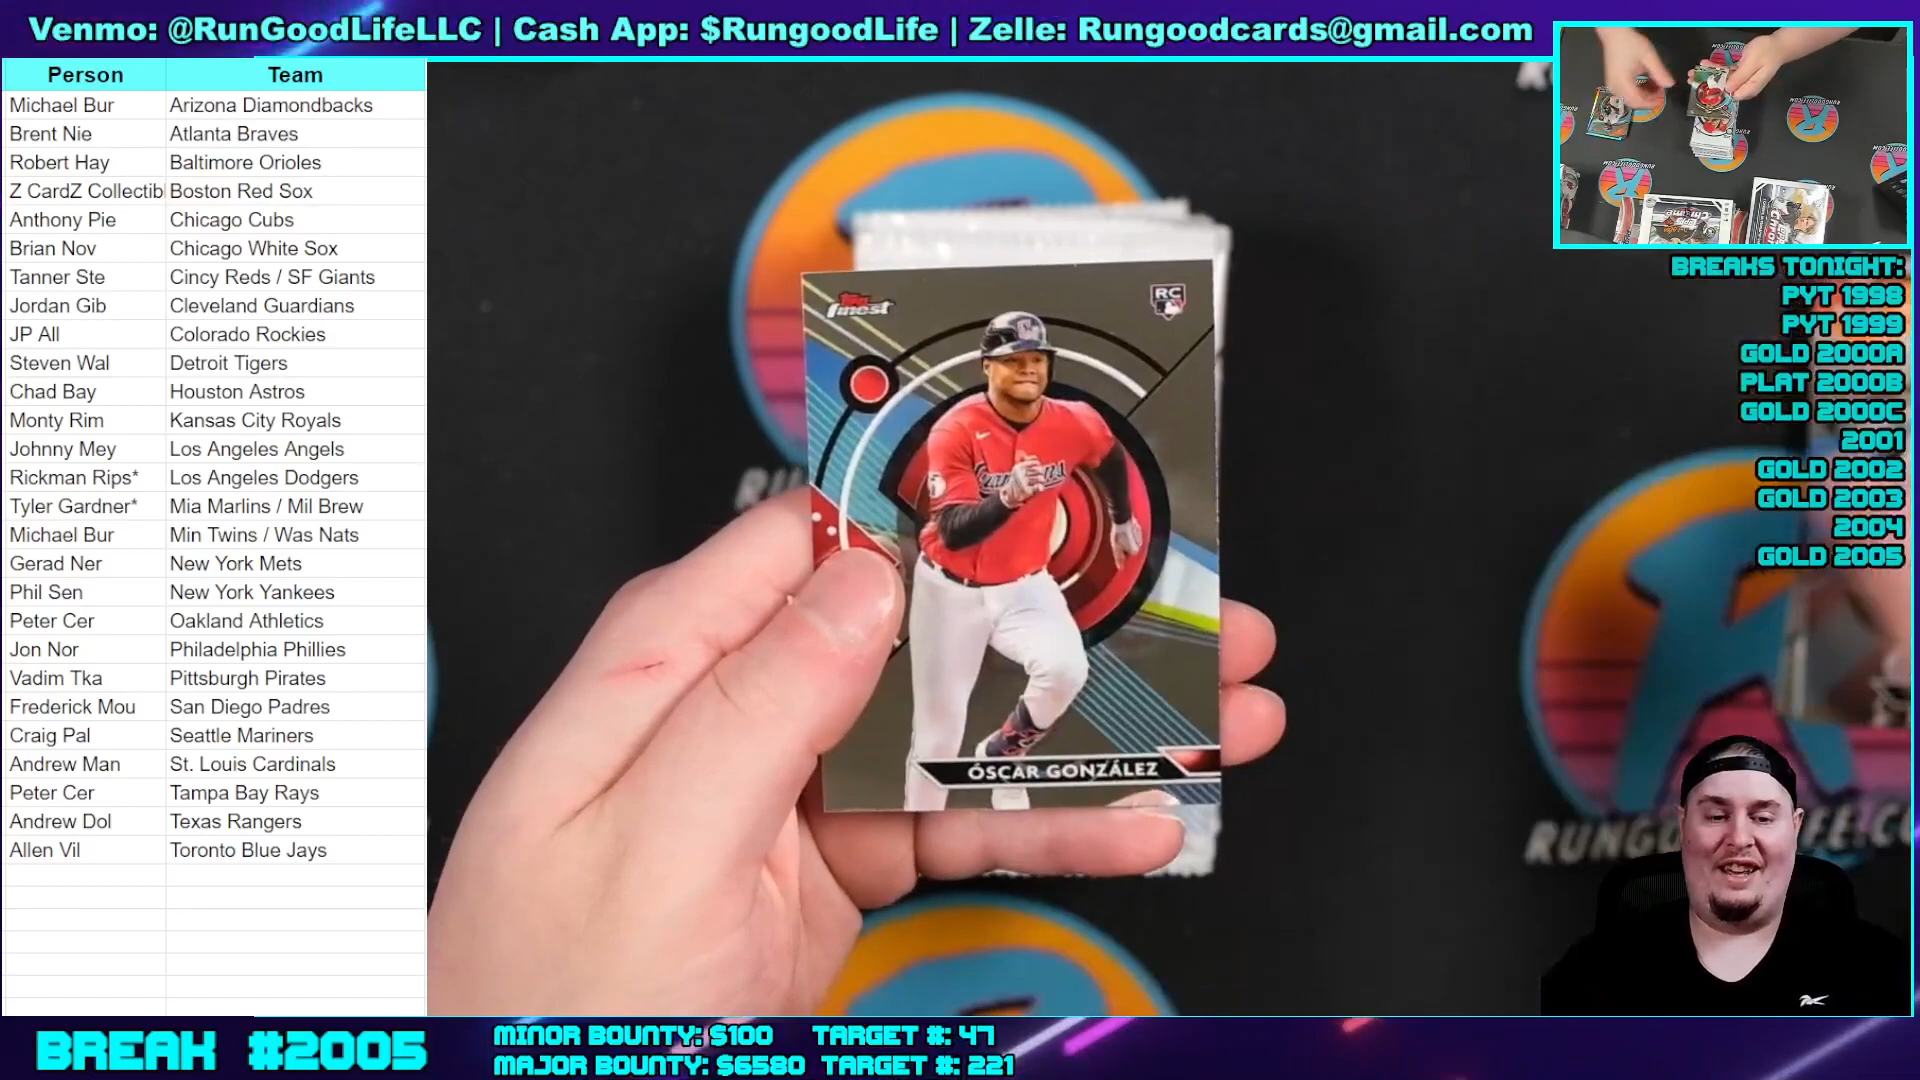 Venmo: @RunGoodLifeLLC | Cash App: $RungoodLife | Zelle: Rungoodcards@gmail.com
Person Team
Michael Bur Arizona Diamondbacks
Brent Nie Atlanta Braves
Robert Hay Baltimore Orioles
Z CardZ Collectibl Boston Red Sox
Anthony Pie Chicago Cubs
Brian Nov Chicago White Sox
Tanner Ste Cincy Reds / SF Giants
Jordan Gib Cleveland Guardians
JP All Colorado Rockies
Steven Wal Detroit Tigers
Chad Bay Houston Astros
Monty Rim Kansas City Royals
Johnny Mey Los Angeles Angels
Rickman Rips* Los Angeles Dodgers
Tyler Gardner* Mia Marlins / Mil Brew
Michael Bur Min Twins / Was Nats
Gerad Ner New York Mets
Phil Sen New York Yankees
Peter Cer Oakland Athletics
Jon Nor Philadelphia Phillies
Vadim Tka Pittsburgh Pirates
Frederick Mou San Diego Padres
Craig Pal Seattle Mariners
Andrew Man St. Louis Cardinals
Peter Cer Tampa Bay Rays
Andrew Dol Texas Rangers
Allen Vil Toronto Blue Jays
Topps
finest
RC
ÓSCAR GONZÁLEZ
BREAKS TONIGHT:
PYT 1998
PYT 1999
GOLD 2000A
PLAT 2000B
GOLD 2000C
2001
GOLD 2002
GOLD 2003
2004
GOLD 2005
BREAK #2005
MINOR BOUNTY: $100 TARGET #: 47
MAJOR BOUNTY: $6580 TARGET #: 221